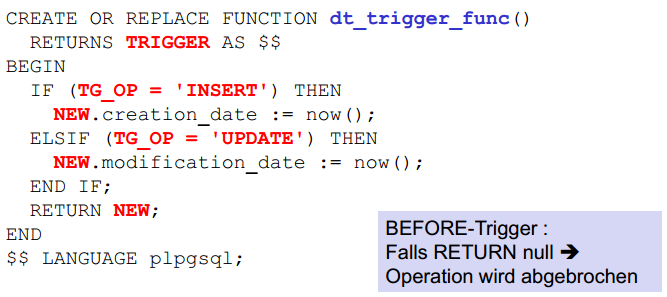 CREATE OR REPLACE FUNCTION dt_trigger_func()
RETURNS TRIGGER AS $$
BEGIN
IF (TG_OP = 'INSERT') THEN
NEW.creation_date := now();
ELSIF (TG_OP = 'UPDATE') THEN
NEW.modification_date := now();
END IF;
RETURN NEW;
END
$$ LANGUAGE plpgsql;
BEFORE-Trigger :
Falls RETURN null ➔
Operation wird abgebrochen